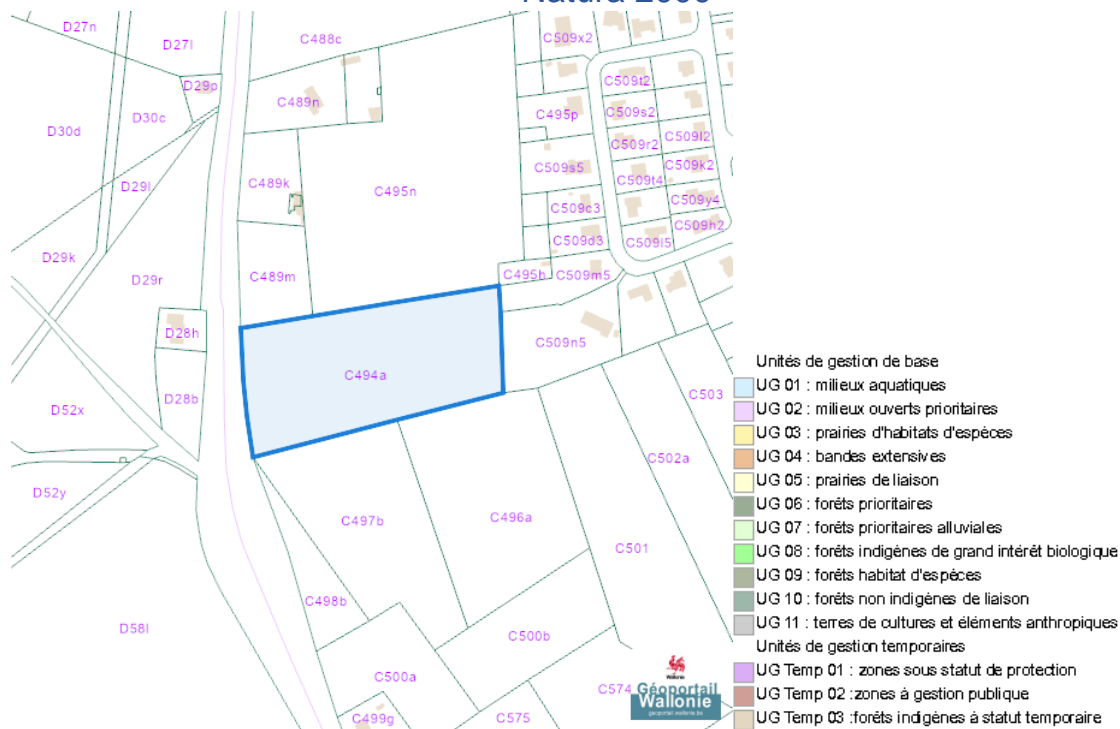 Natura 2000
D27n
D27l
C488c
C509x2
D29p
C489n
C509t2
C495p
C509s2
D30d
D30c
C509r2
C509l2
C509s5
C509k2
D29l
C489k
C495n
C509t4
C509y4
C509c3
C509h2
C509d3
C509l5
D29k
D29r
C489m
C495h
C509m5
D28h
C509n5
C494a
C503
D28b
D52x
C502a
D52y
C497b
C496a
C501
C498b
D58l
C500b
C500a
C574
C499g
C575
Wallonie
Géoportail
Wallonie
geoportail.wallonie.be
Unités de gestion de base
UG 01 : milieux aquatiques
UG 02 : milieux ouverts prioritaires
UG 03 : prairies d'habitats d'espèces
UG 04 : bandes extensives
UG 05 : prairies de liaison
UG 06 : forêts prioritaires
UG 07 : forêts prioritaires alluviales
UG 08 : forêts indigènes de grand intérêt biologique
UG 09 : forêts habitat d'espèces
UG 10 : forêts non indigènes de liaison
UG 11 : terres de cultures et éléments anthropiques
Unités de gestion temporaires
UG Temp 01 : zones sous statut de protection
UG Temp 02 :zones à gestion publique
UG Temp 03 :forêts indigènes à statut temporaire